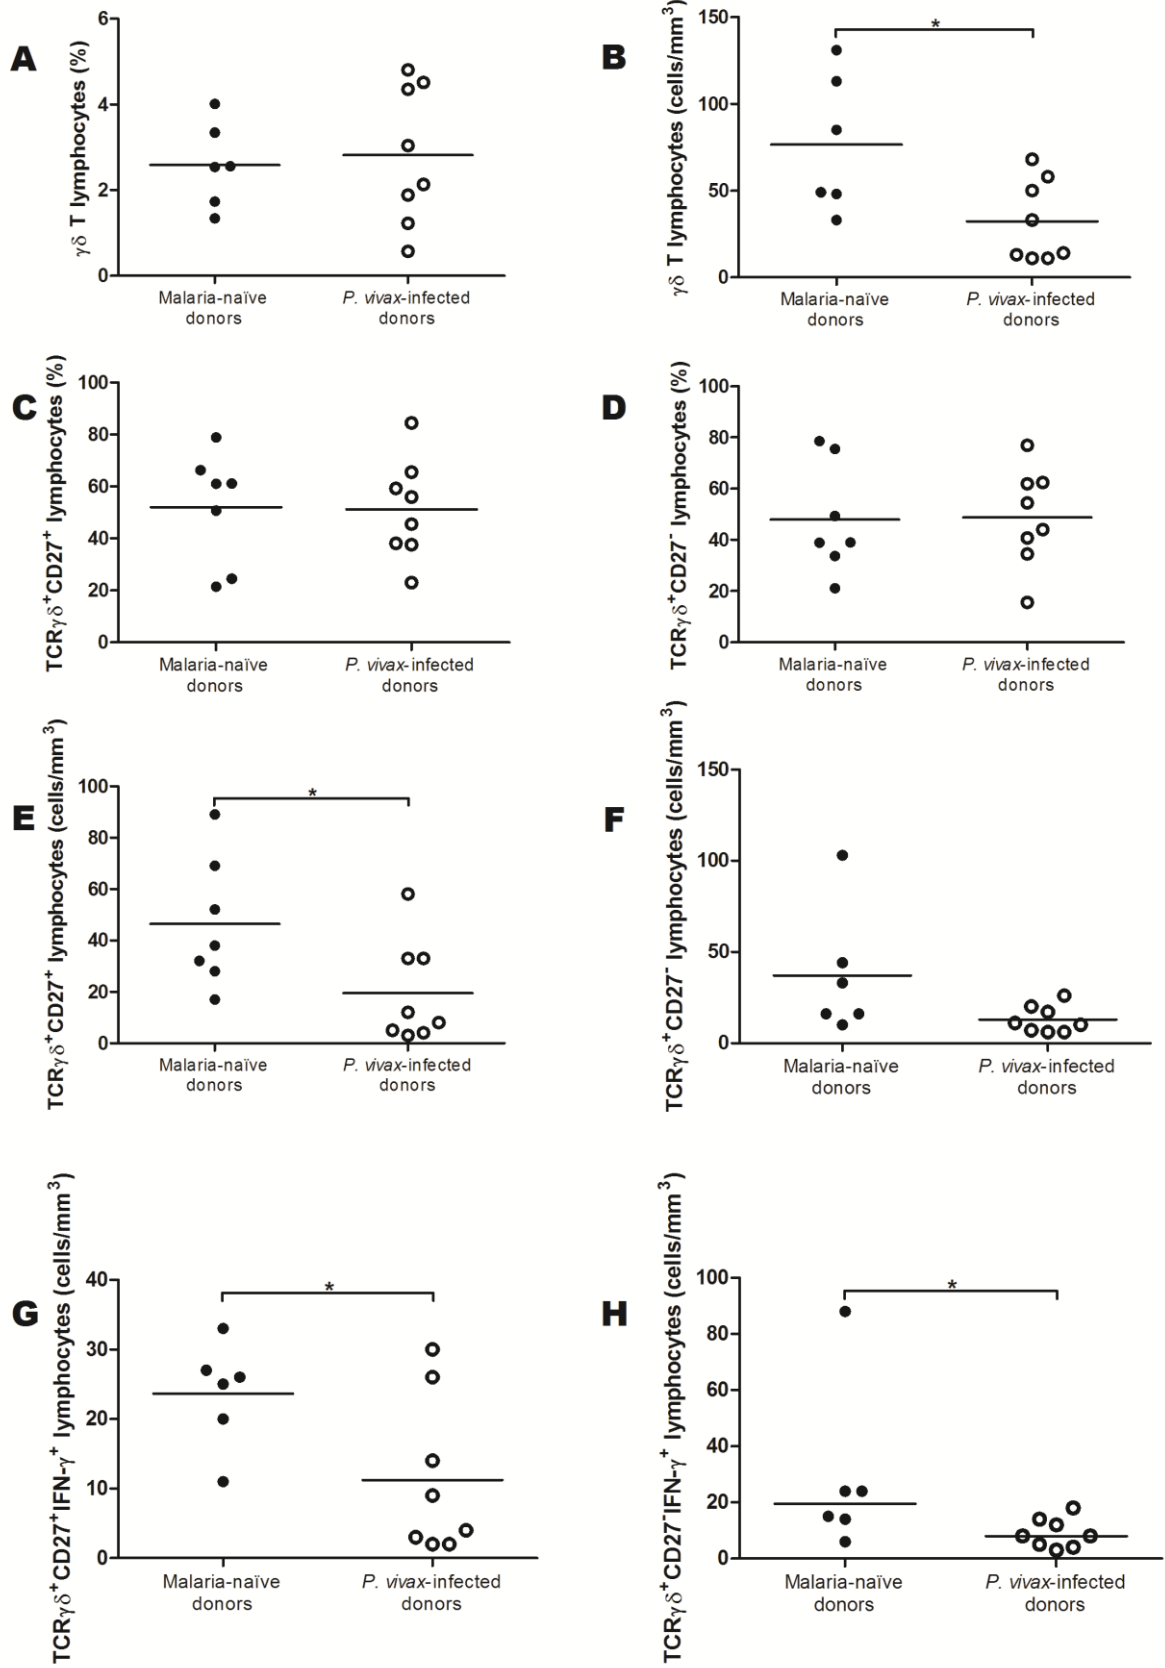 A
γδ T lymphocytes (%)
6
4
2
0
Malaria-naïve
donors
P. vivax-infected
donors
B
γδ T lymphocytes (cells/mm³)
150
100
50
0
*
Malaria-naïve
donors
P. vivax-infected
donors
C
TCRγδ⁺CD27⁺ lymphocytes (%)
100
80
60
40
20
0
Malaria-naïve
donors
P. vivax-infected
donors
D
TCRγδ⁺CD27⁻ lymphocytes (%)
100
80
60
40
20
0
Malaria-naïve
donors
P. vivax-infected
donors
E
TCRγδ⁺CD27⁺ lymphocytes (cells/mm³)
100
80
60
40
20
0
*
Malaria-naïve
donors
P. vivax-infected
donors
F
TCRγδ⁺CD27⁻ lymphocytes (cells/mm³)
150
100
50
0
Malaria-naïve
donors
P. vivax-infected
donors
G
TCRγδ⁺CD27⁺IFN-γ⁺ lymphocytes (cells/mm³)
40
30
20
10
0
*
Malaria-naïve
donors
P. vivax-infected
donors
H
TCRγδ⁺CD27⁻IFN-γ⁺ lymphocytes (cells/mm³)
100
80
60
40
20
0
*
Malaria-naïve
donors
P. vivax-infected
donors